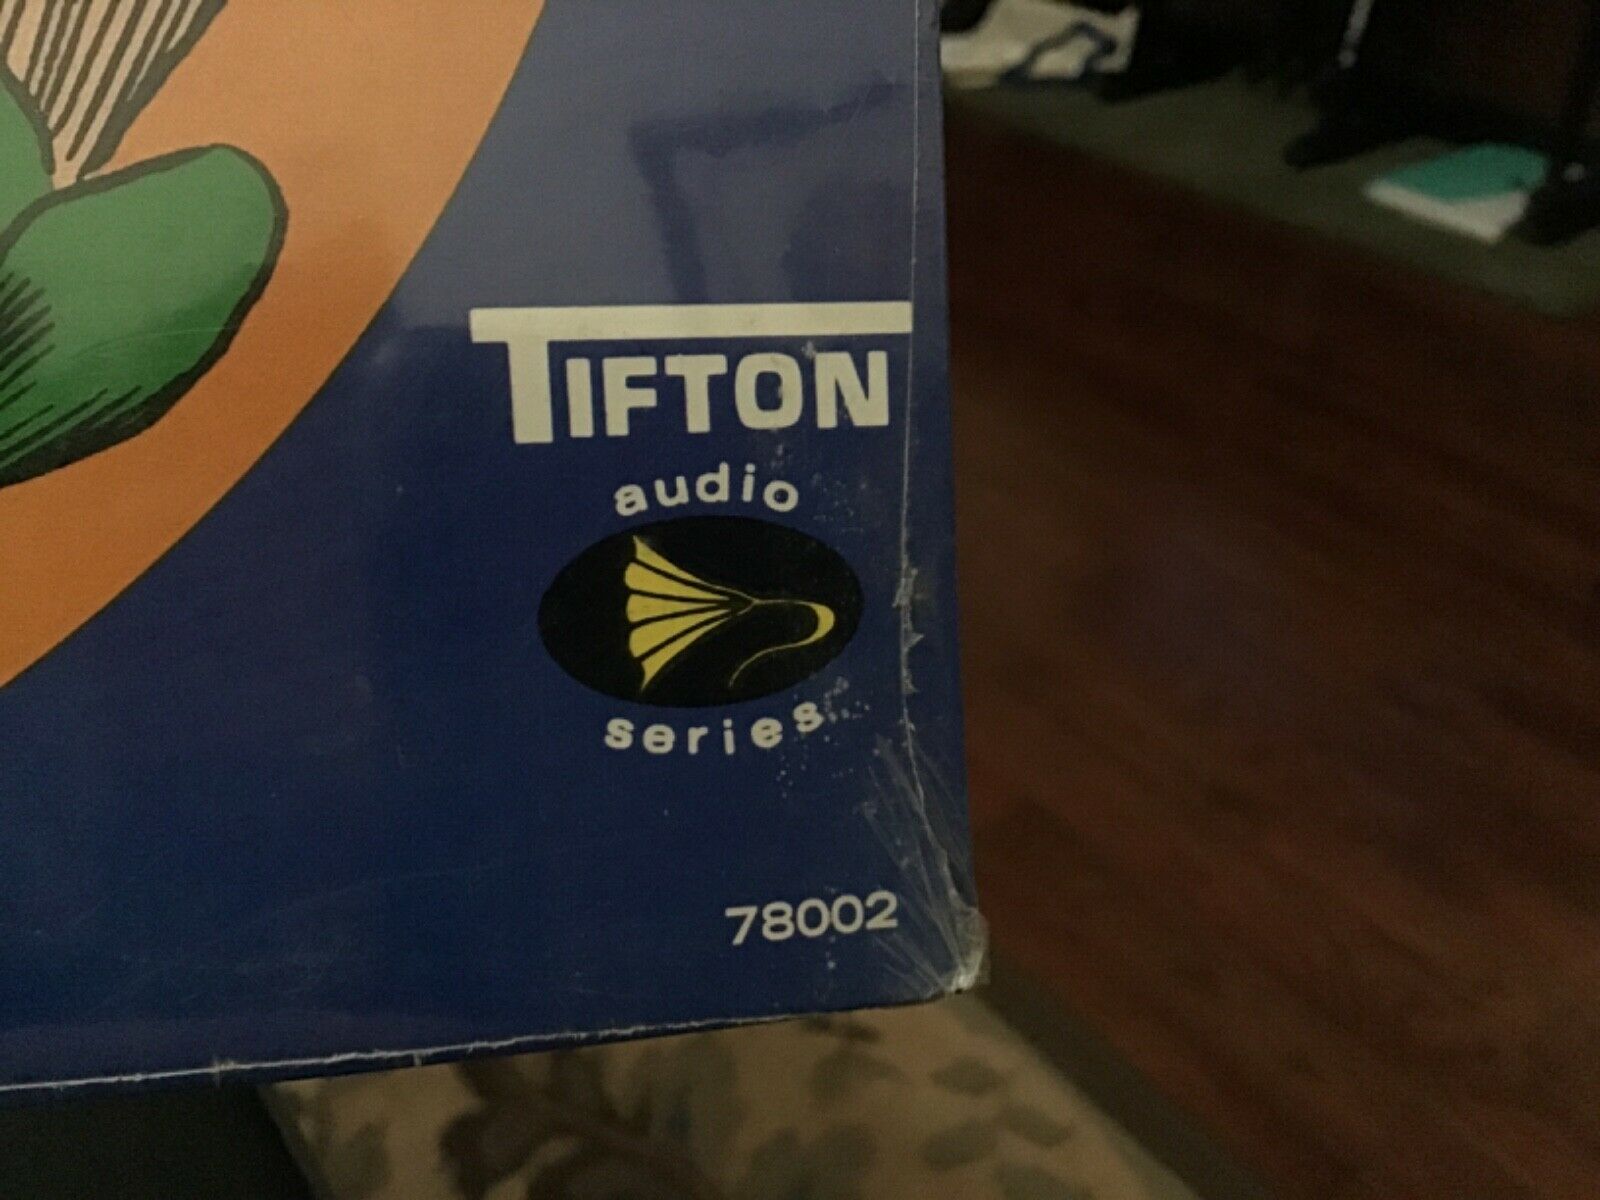 TIFTON
audio
series
78002